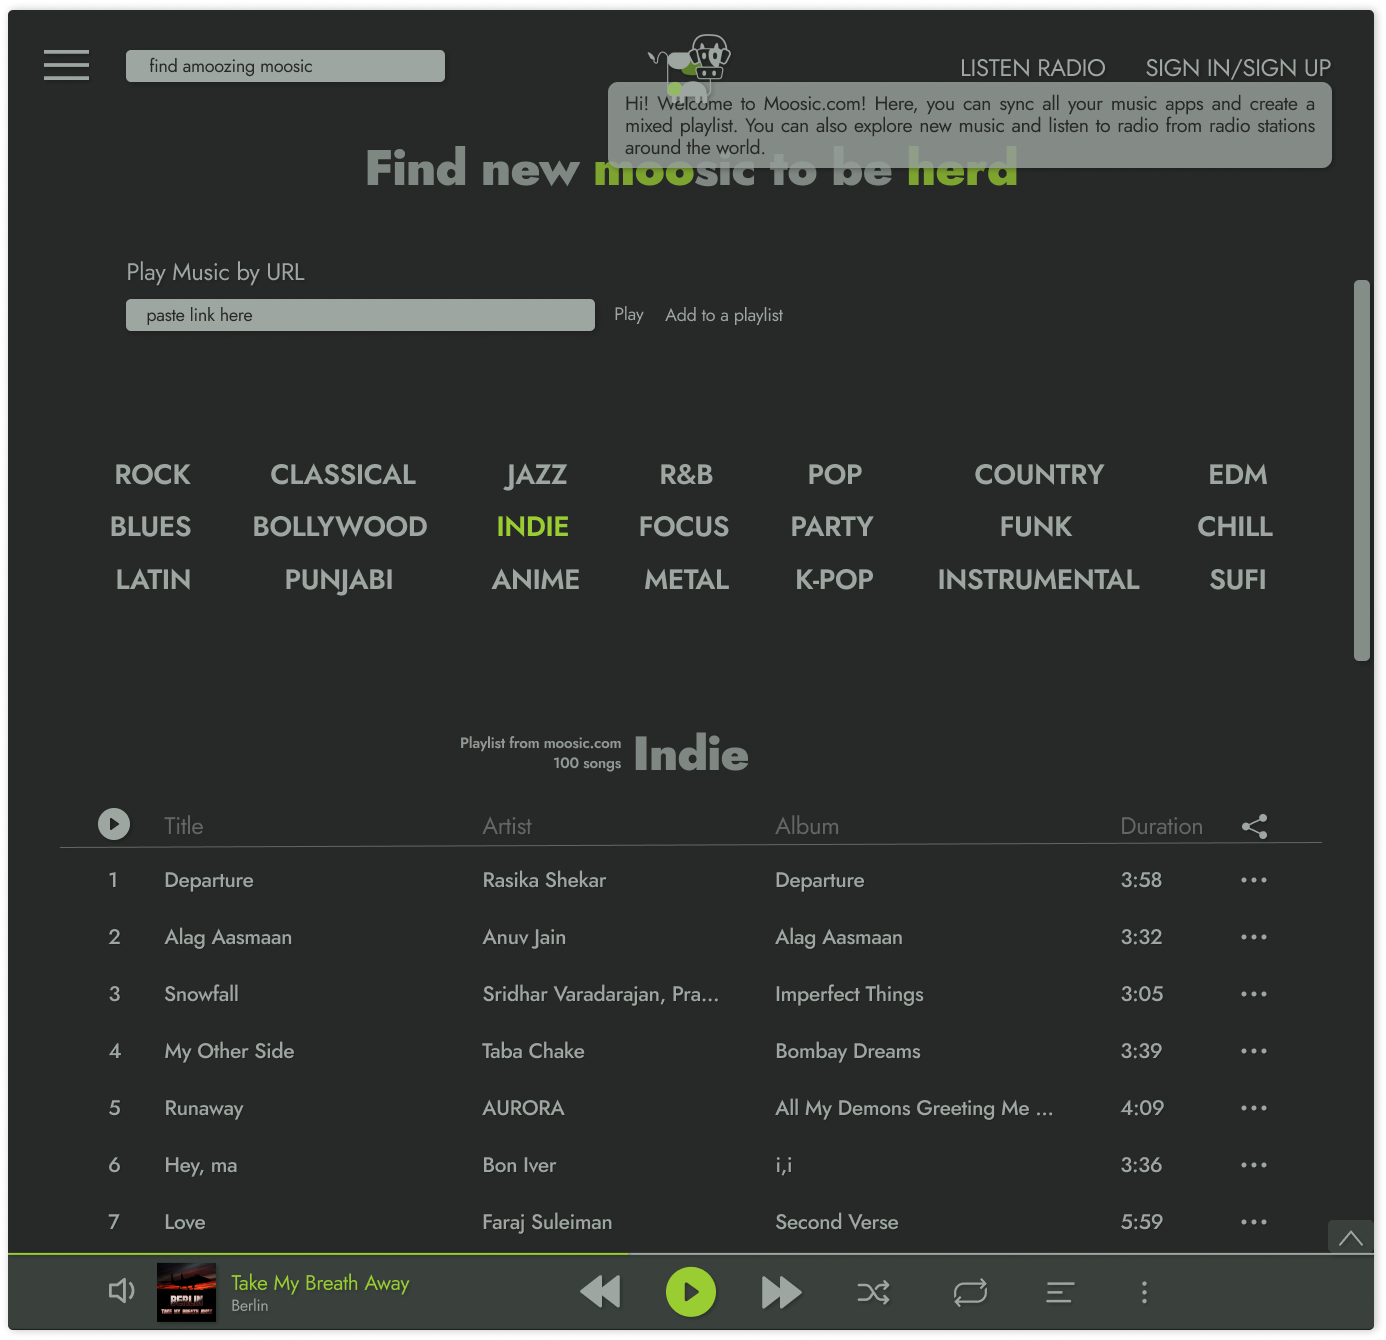 find amoozing moosic
LISTEN RADIO
SIGN IN/SIGN UP
Hi! Welcome to Moosic.com! Here, you can sync all your music apps and create a
mixed playlist. You can also explore new music and listen to radio from radio stations
around the world.
Find new moosic to be herd
Play Music by URL
paste link here
Play
Add to a playlist
ROCK CLASSICAL JAZZ R&B POP COUNTRY EDM
BLUES BOLLYWOOD INDIE FOCUS PARTY FUNK CHILL
LATIN PUNJABI ANIME METAL K-POP INSTRUMENTAL SUFI
Playlist from moosic.com
100 songs
Indie
Title Artist Album Duration
1 Departure Rasika Shekar Departure 3:58
2 Alag Aasmaan Anuv Jain Alag Aasmaan 3:32
3 Snowfall Sridhar Varadarajan, Pra... Imperfect Things 3:05
4 My Other Side Taba Chake Bombay Dreams 3:39
5 Runaway AURORA All My Demons Greeting Me ... 4:09
6 Hey, ma Bon Iver i,i 3:36
7 Love Faraj Suleiman Second Verse 5:59
BERLIN
TAKE MY BREATH AWAY
Take My Breath Away
Berlin